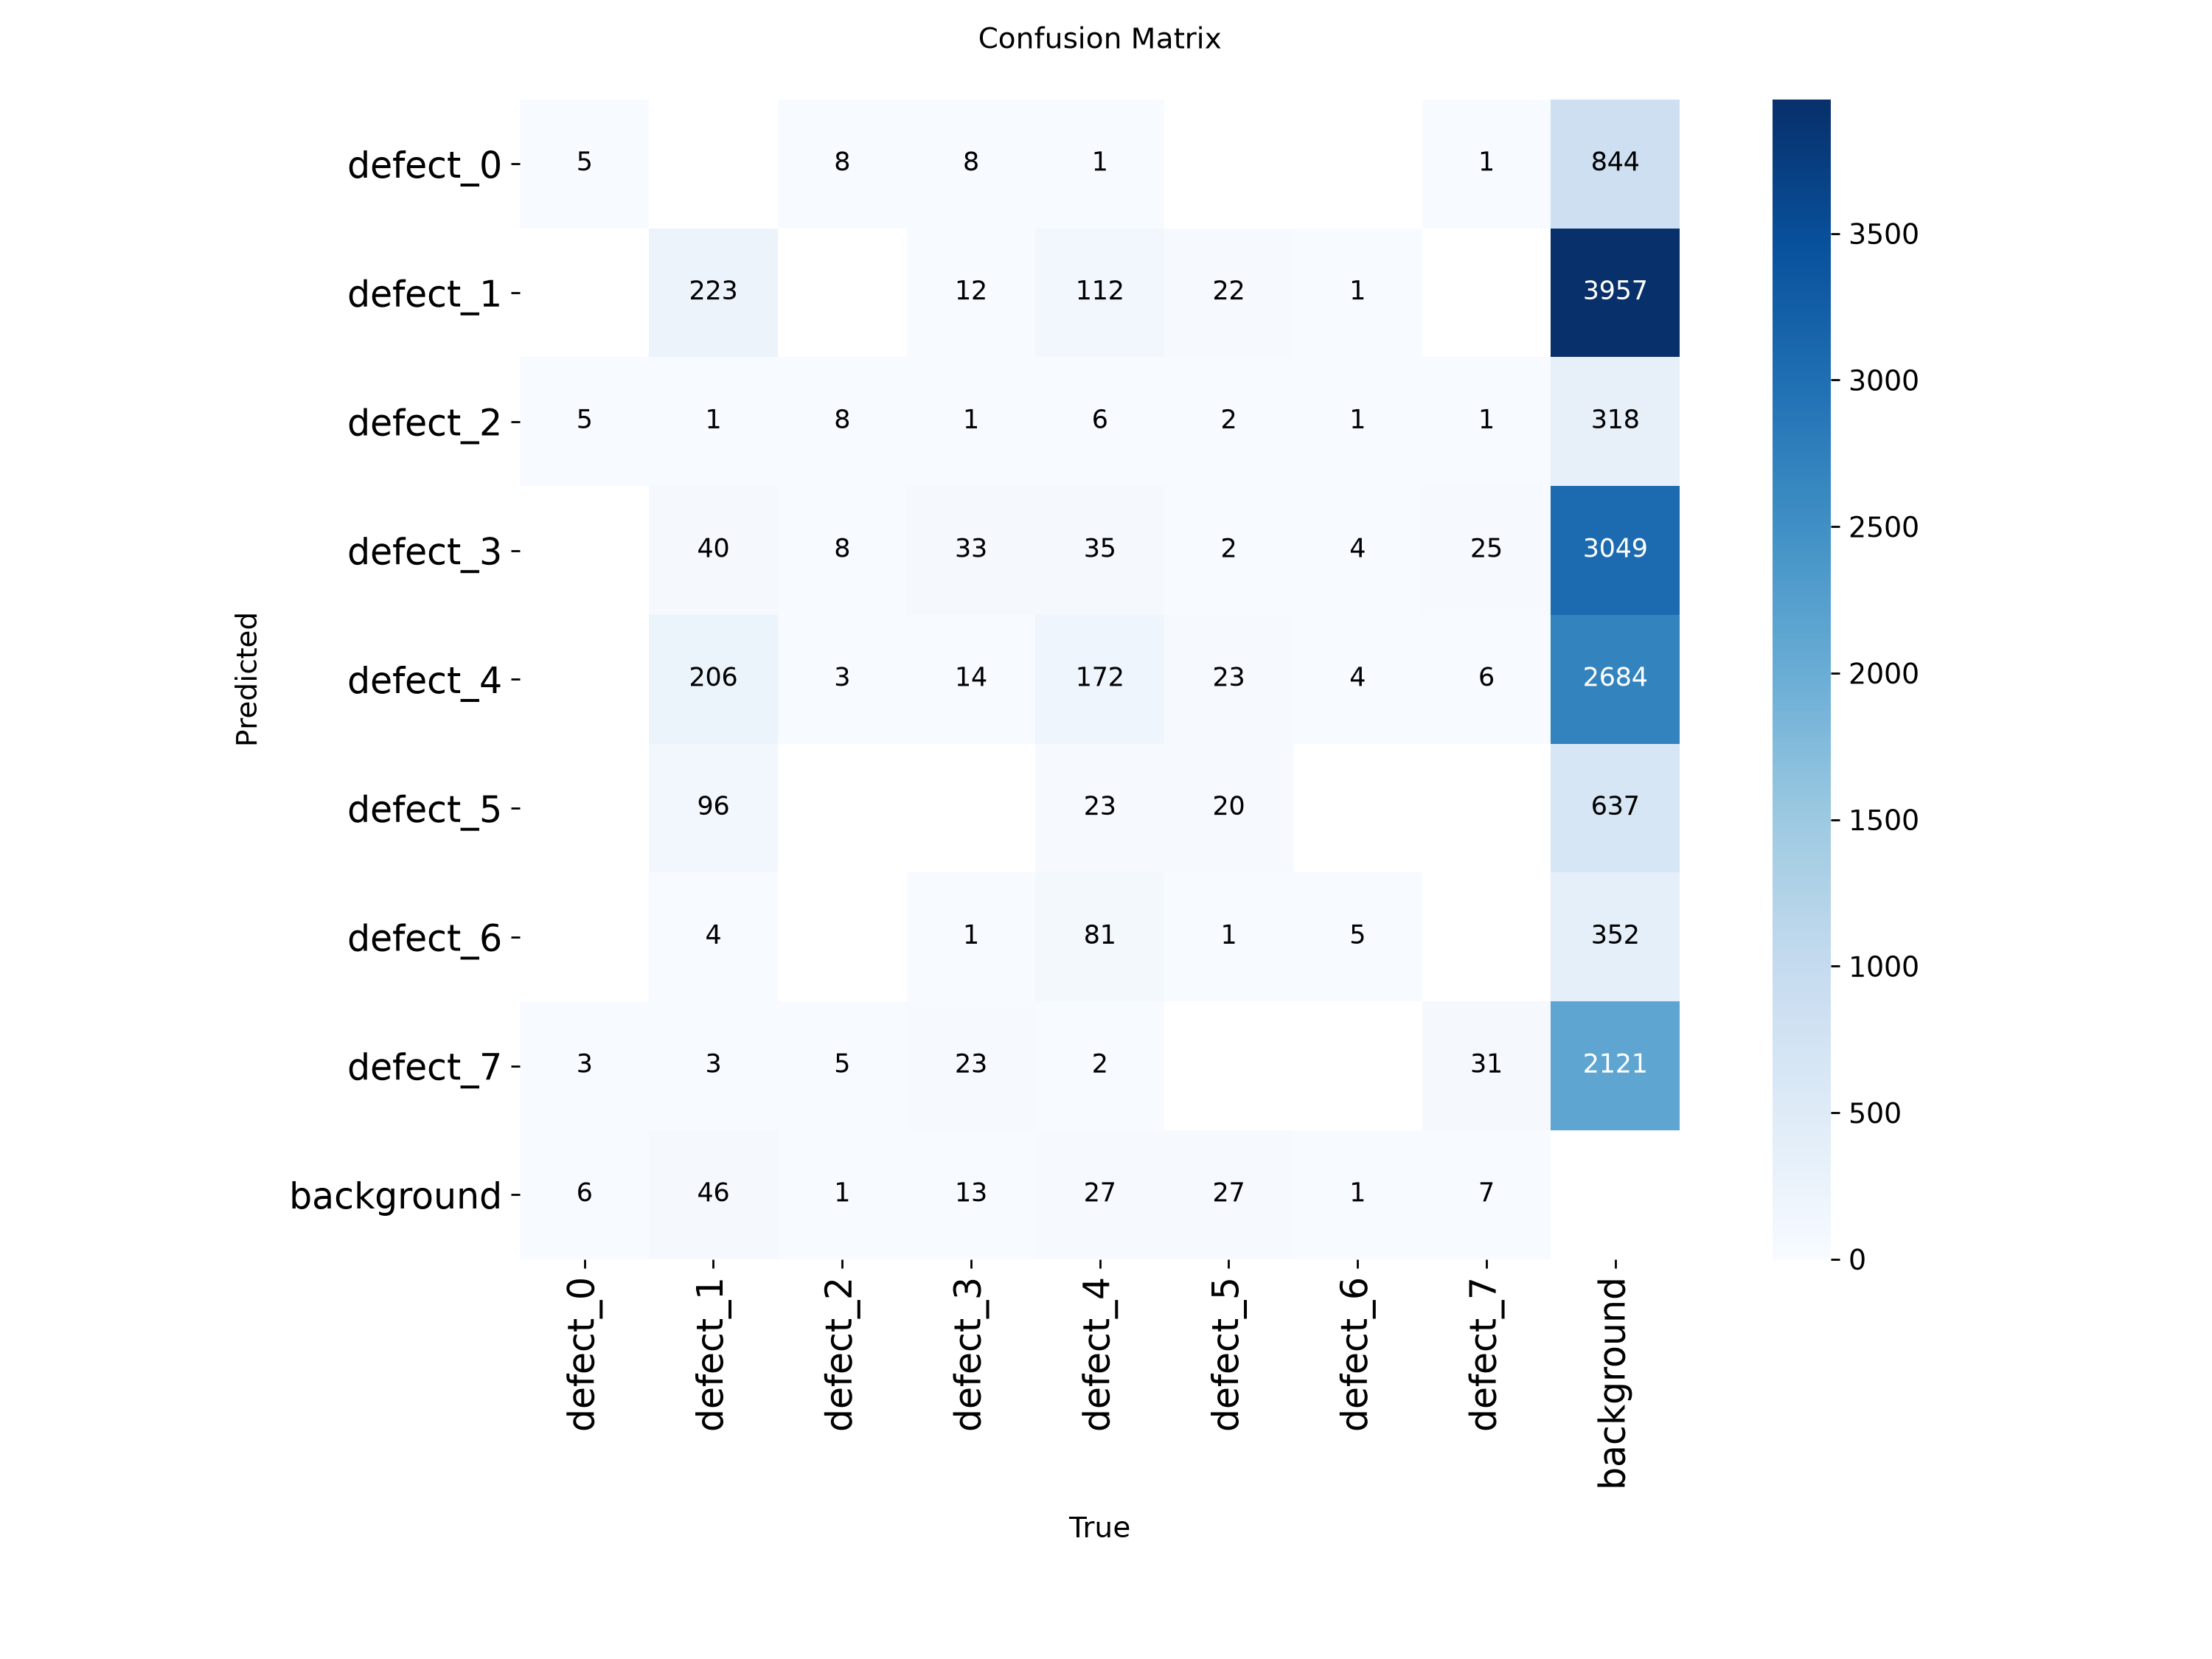 Confusion Matrix
defect_0 5 8 8 1 1 844
defect_1 223 12 112 22 1 3957
defect_2 5 1 8 1 6 2 1 1 318
defect_3 40 8 33 35 2 4 25 3049
defect_4 206 3 14 172 23 4 6 2684
defect_5 96 23 20 637
defect_6 4 1 81 1 5 352
defect_7 3 3 5 23 2 31 2121
background 6 46 1 13 27 27 1 7
Predicted
defect_0 defect_1 defect_2 defect_3 defect_4 defect_5 defect_6 defect_7 background
True
3500
3000
2500
2000
1500
1000
500
0